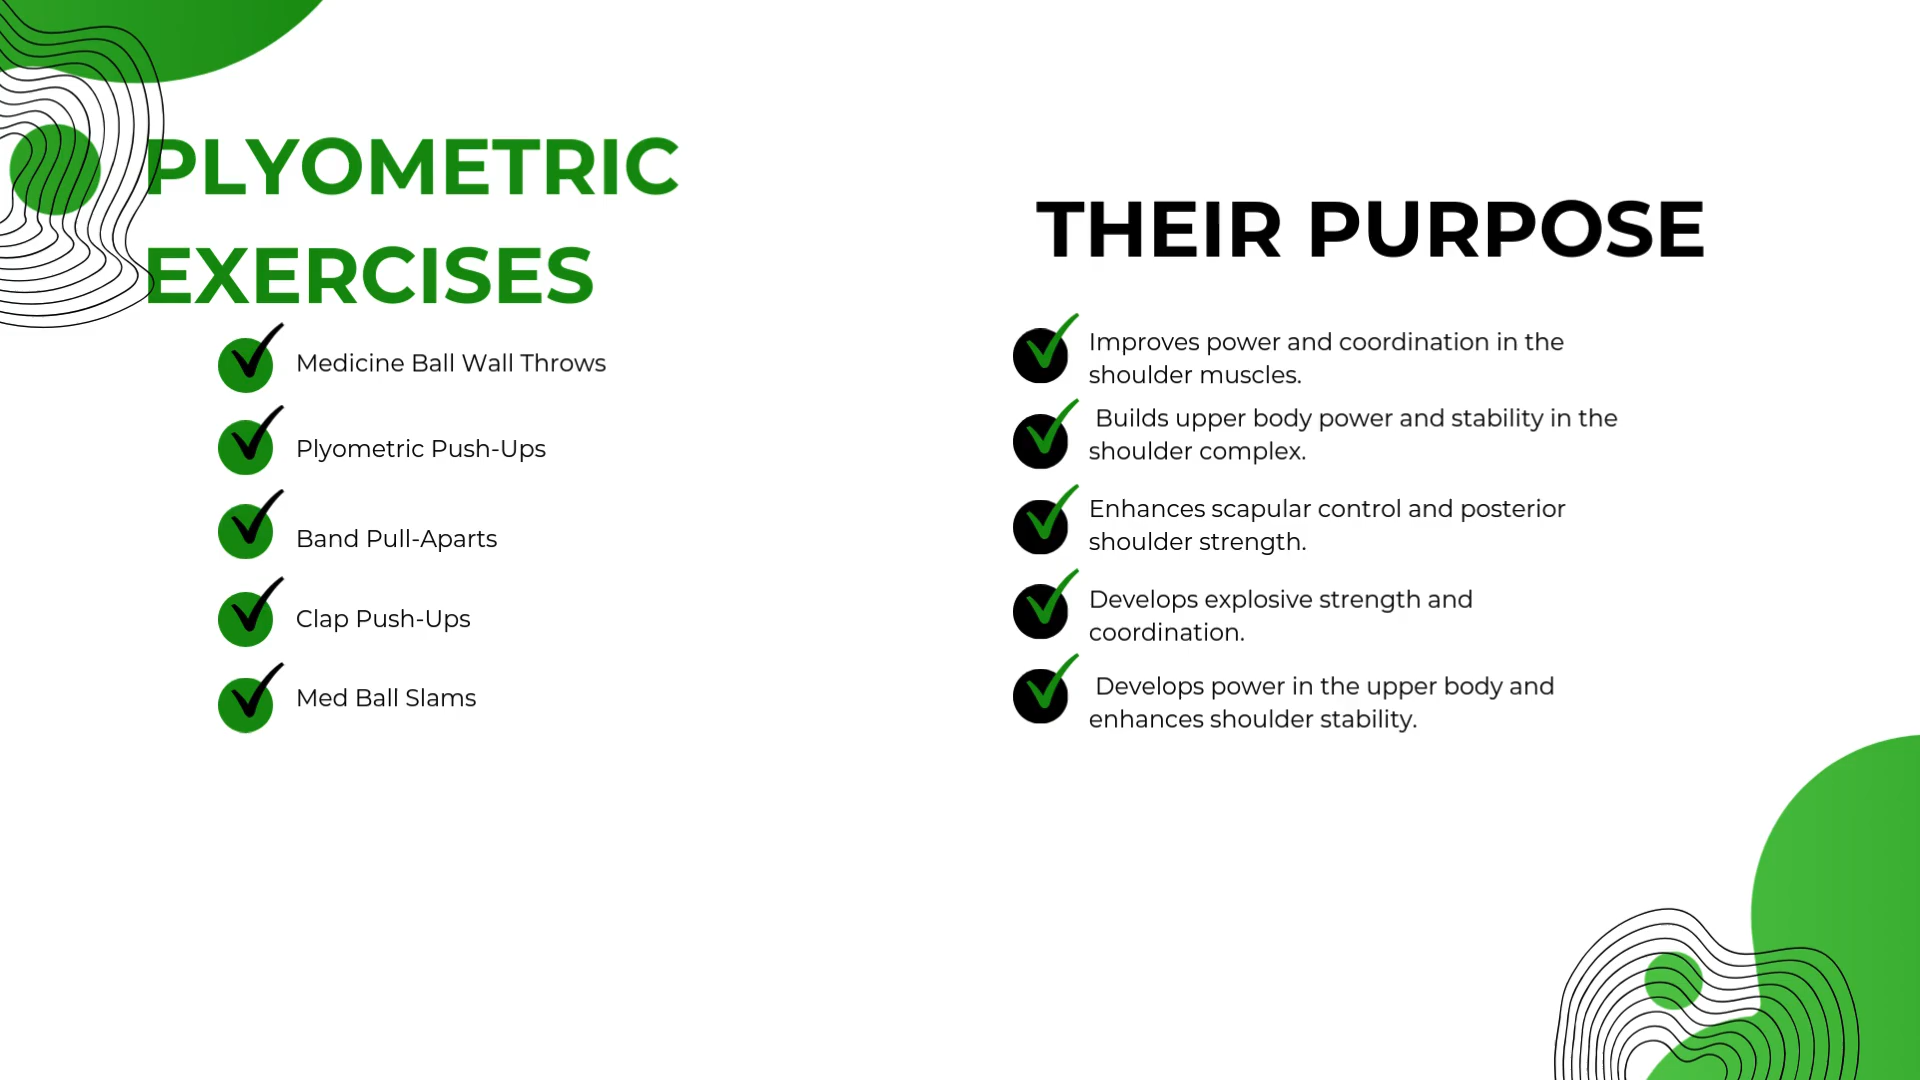 PLYOMETRIC
EXERCISES
Medicine Ball Wall Throws
Plyometric Push-Ups
Band Pull-Aparts
Clap Push-Ups
Med Ball Slams
THEIR PURPOSE
Improves power and coordination in the
shoulder muscles.
Builds upper body power and stability in the
shoulder complex.
Enhances scapular control and posterior
shoulder strength.
Develops explosive strength and
coordination.
Develops power in the upper body and
enhances shoulder stability.